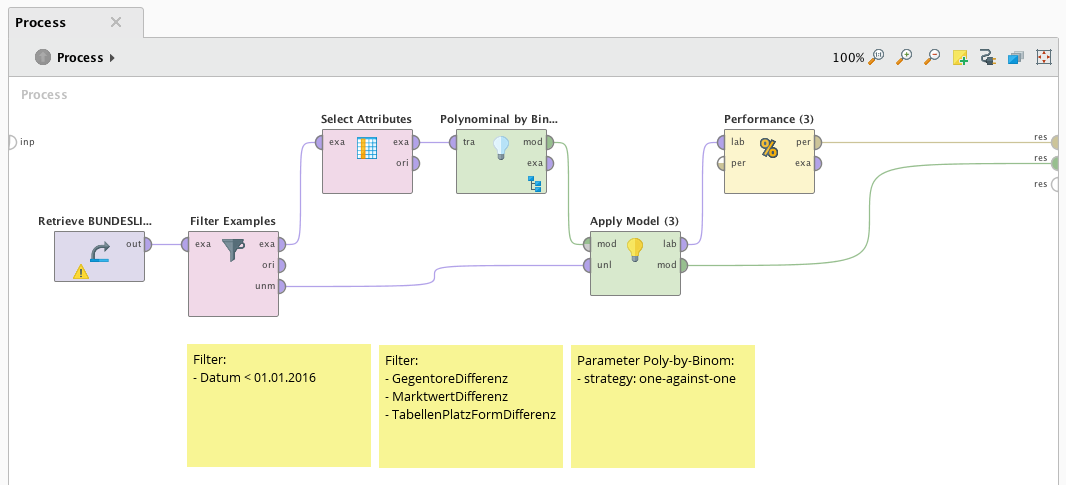 Process
Process
100%
Process
inp
Retrieve BUNDESLI...
out
Filter Examples
exa exa
ori
unm
Select Attributes
exa exa
ori
Polynominal by Bin...
tra mod
exa
Apply Model (3)
mod lab
unl mod
Performance (3)
lab per
per exa
res
res
res
Filter:
- Datum < 01.01.2016
Filter:
- GegentoreDifferenz
- MarktwertDifferenz
- TabellenPlatzFormDifferenz
Parameter Poly-by-Binom:
- strategy: one-against-one